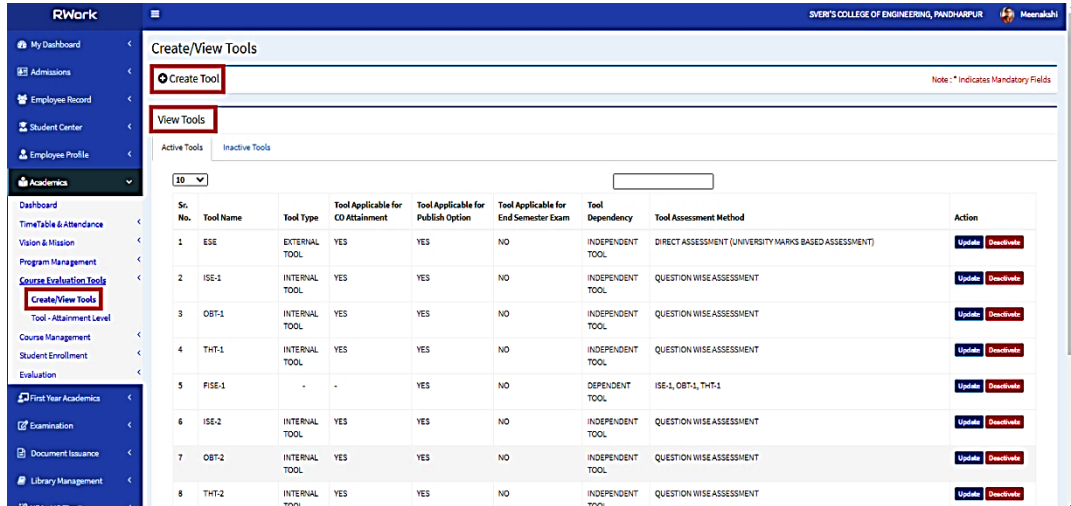 RWork
SVERI'S COLLEGE OF ENGINEERING, PANDHARPUR Meenakshi
My Dashboard
Admissions
Employee Record
Student Center
Employee Profile
Academics
Dashboard
TimeTable & Attendance
Vision & Mission
Program Management
Course Evaluation Tools
Create/View Tools
Tool - Attainment Level
Course Management
Student Enrollment
Evaluation
First Year Academics
Examination
Document Issuance
Library Management
Create/View Tools
Create Tool
Note : * Indicates Mandatory Fields
View Tools
Active Tools Inactive Tools
10
Sr. No. Tool Name Tool Type Tool Applicable for CO Attainment Tool Applicable for Publish Option Tool Applicable for End Semester Exam Tool Dependency Tool Assessment Method Action
1 ESE EXTERNAL TOOL YES YES NO INDEPENDENT TOOL DIRECT ASSESSMENT (UNIVERSITY MARKS BASED ASSESSMENT) Update Deactivate
2 ISE-1 INTERNAL TOOL YES YES NO INDEPENDENT TOOL QUESTION WISE ASSESSMENT Update Deactivate
3 OBT-1 INTERNAL TOOL YES YES NO INDEPENDENT TOOL QUESTION WISE ASSESSMENT Update Deactivate
4 THT-1 INTERNAL TOOL YES YES NO INDEPENDENT TOOL QUESTION WISE ASSESSMENT Update Deactivate
5 FISE-1 - - YES NO DEPENDENT TOOL ISE-1, OBT-1, THT-1 Update Deactivate
6 ISE-2 INTERNAL TOOL YES YES NO INDEPENDENT TOOL QUESTION WISE ASSESSMENT Update Deactivate
7 OBT-2 INTERNAL TOOL YES YES NO INDEPENDENT TOOL QUESTION WISE ASSESSMENT Update Deactivate
8 THT-2 INTERNAL TOOL YES YES NO INDEPENDENT TOOL QUESTION WISE ASSESSMENT Update Deactivate